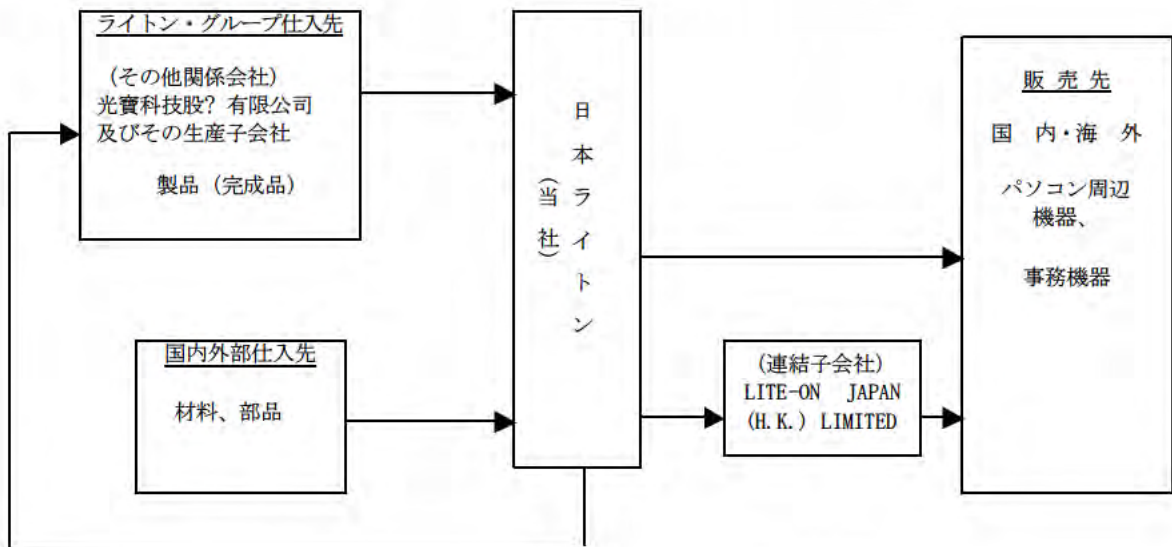 ライトン・グループ仕入先
(その他関係会社)
光寶科技股? 有限公司
及びその生産子会社
製品 (完成品)
国内外部仕入先
材料、部品
日本ライトン
(当社)
(連結子会社)
LITE-ON JAPAN
(H.K.) LIMITED
販 売 先
国 内・海 外
パソコン周辺
機器、
事務機器